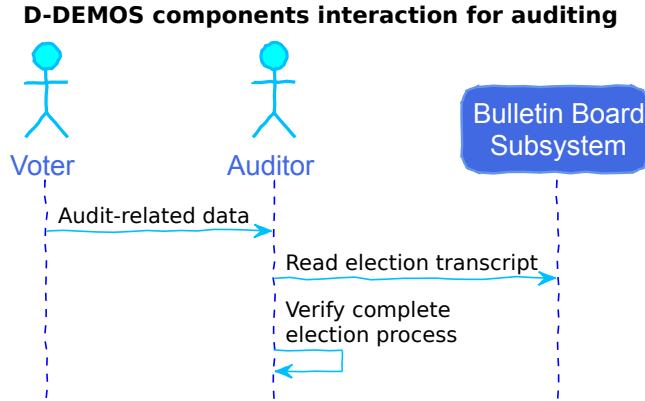 D-DEMOS components interaction for auditing
Voter
Auditor
Bulletin Board
Subsystem
Audit-related data
Read election transcript
Verify complete
election process